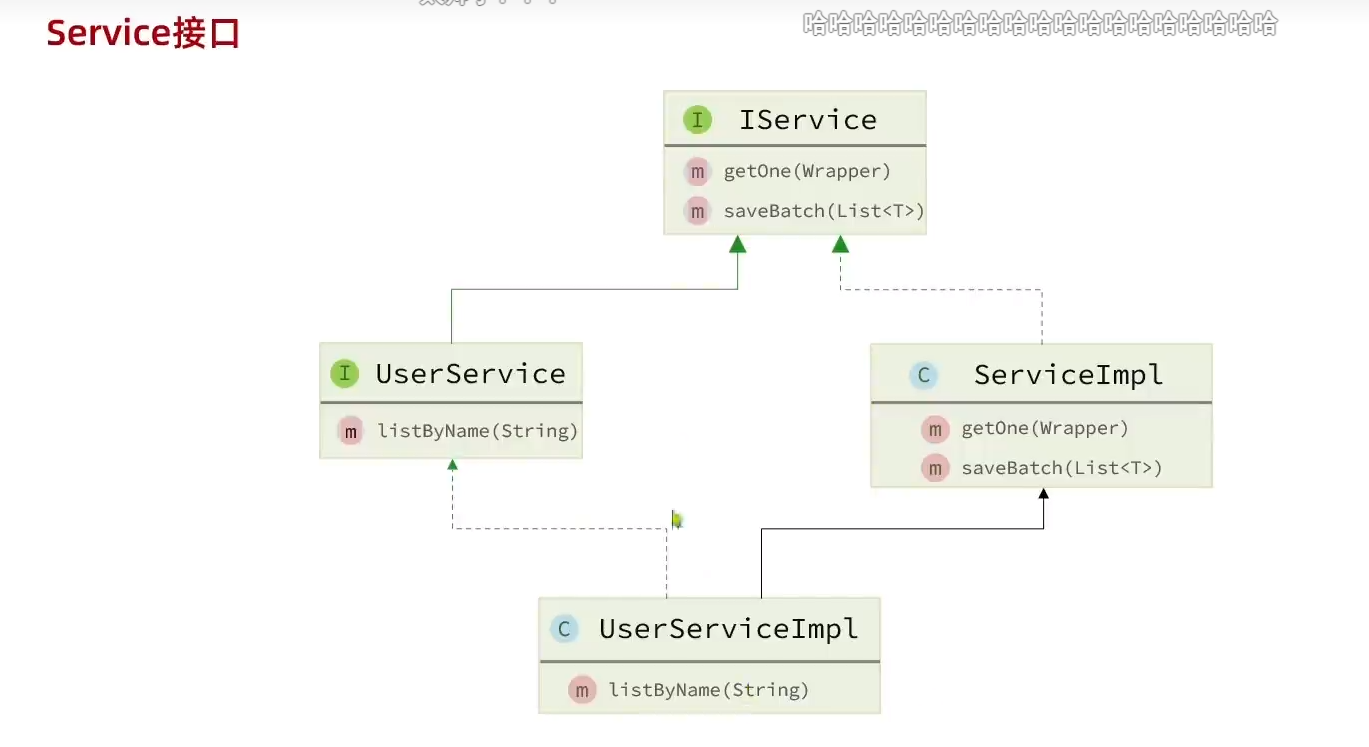 Service接口
哈哈哈哈哈哈哈哈哈哈哈哈哈哈哈哈哈哈哈
I IService
m getOne(Wrapper)
m saveBatch(List<T>)
I UserService
m listByName(String)
C ServiceImpl
m getOne(Wrapper)
m saveBatch(List<T>)
C UserServiceImpl
m listByName(String)